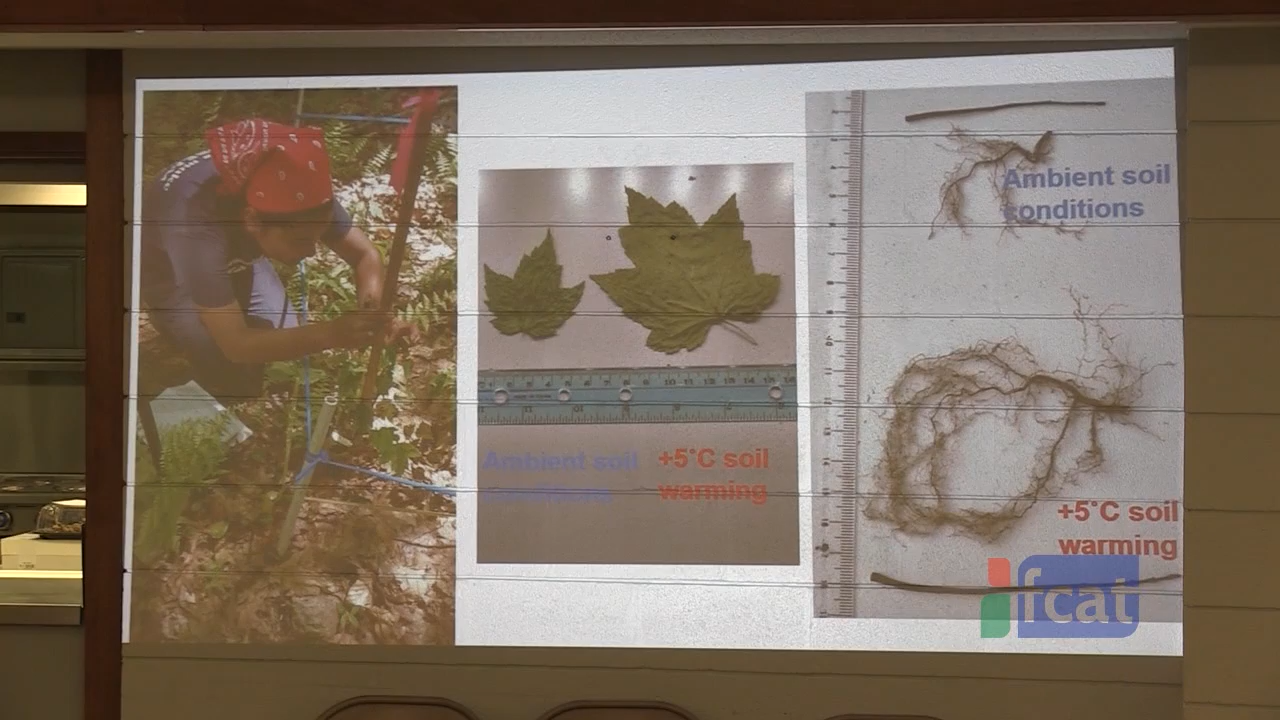 Ambient soil
conditions
+5°C soil
warming
Ambient soil
conditions
+5°C soil
warming
fcat